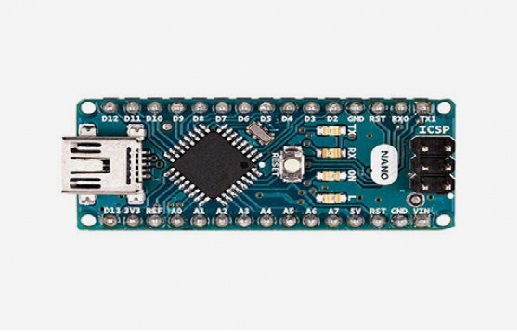 D12 D11 D10 D9 D8 D7 D6 D5 D4 D3 D2 GND RST RX0 TX1
TX
ICSP
RX
RESET
NANO
ON
L
D13 3V3 REF A0 A1 A2 A3 A4 A5 A6 A7 5V RST GND VIN